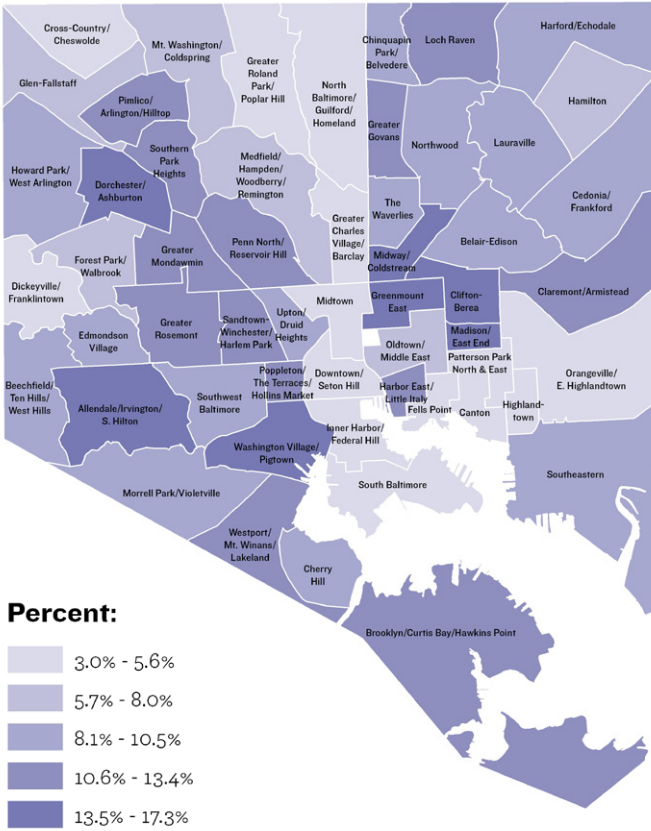 Cross-Country/
Cheswolde
Mt. Washington/
Coldspring
Greater
Roland
Park/
Poplar Hill
North
Baltimore/
Guilford/
Homeland
Chinquapin
Park/
Belvedere
Loch Raven
Harford/Echodale
Glen-Fallstaff
Pimlico/
Arlington/Hilltop
Hamilton
Greater
Govans
Northwood
Lauraville
Howard Park/
West Arlington
Dorchester/
Ashburton
Southern
Park
Heights
Medfield/
Hampden/
Woodberry/
Remington
The
Waverlies
Cedonia/
Frankford
Greater
Charles
Village/
Barclay
Belair-Edison
Forest Park/
Walbrook
Greater
Mondawmin
Penn North/
Reservoir Hill
Midway/
Coldstream
Dickeyville/
Franklintown
Midtown
Greenmount
East
Clifton-
Berea
Claremont/Armistead
Edmondson
Village
Greater
Rosemont
Sandtown-
Winchester/
Harlem Park
Upton/
Druid
Heights
Oldtown/
Middle East
Madison/
East End
Patterson Park
North & East
Orangeville/
E. Highlandtown
Beechfield/
Ten Hills/
West Hills
Allendale/Irvington/
S. Hilton
Southwest
Baltimore
Poppleton/
The Terraces/
Hollins Market
Downtown/
Seton Hill
Harbor East/
Little Italy
Fells Point
Canton
Highland-
town
Inner Harbor/
Federal Hill
Washington Village/
Pigtown
South Baltimore
Southeastern
Morrell Park/Violetville
Westport/
Mt. Winans/
Lakeland
Cherry
Hill
Brooklyn/Curtis Bay/Hawkins Point
Percent:
3.0% - 5.6%
5.7% - 8.0%
8.1% - 10.5%
10.6% - 13.4%
13.5% - 17.3%